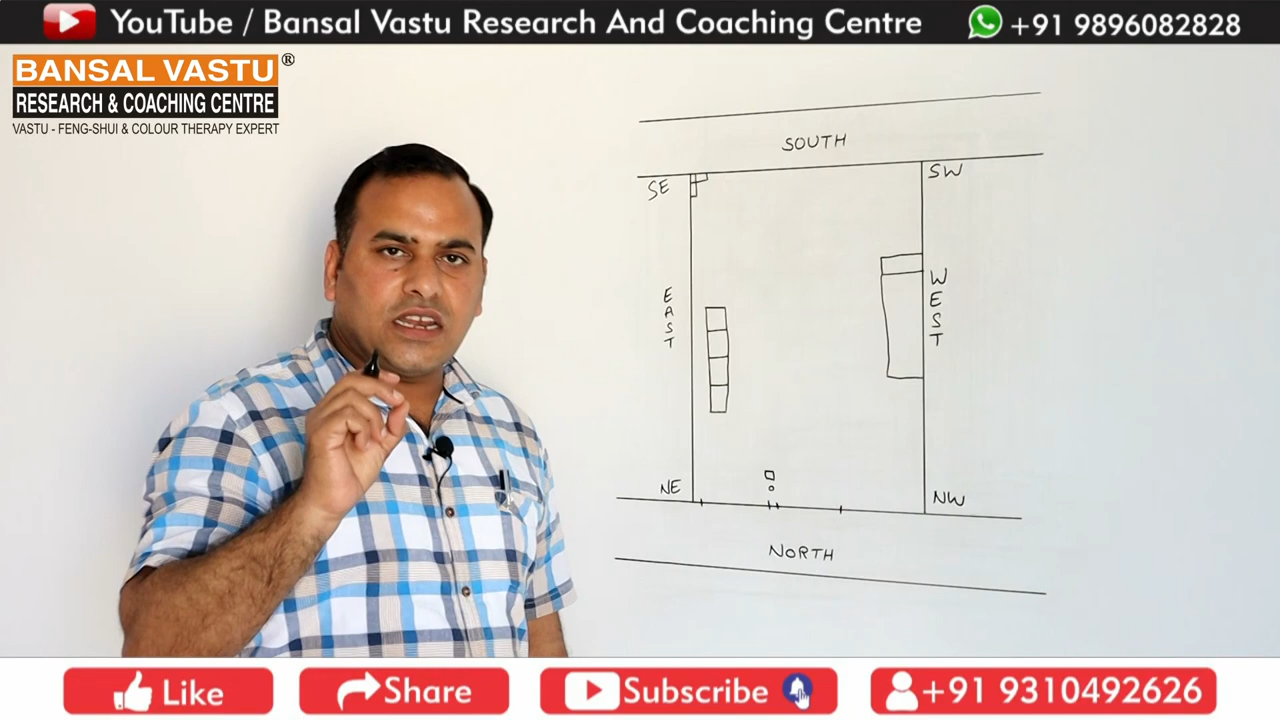 YouTube / Bansal Vastu Research And Coaching Centre
+91 9896082828
BANSAL VASTU®
RESEARCH & COACHING CENTRE
VASTU - FENG-SHUI & COLOUR THERAPY EXPERT
SOUTH
SE
SW
EAST
WEST
NE
NW
NORTH
Like
Share
Subscribe
+91 9310492626